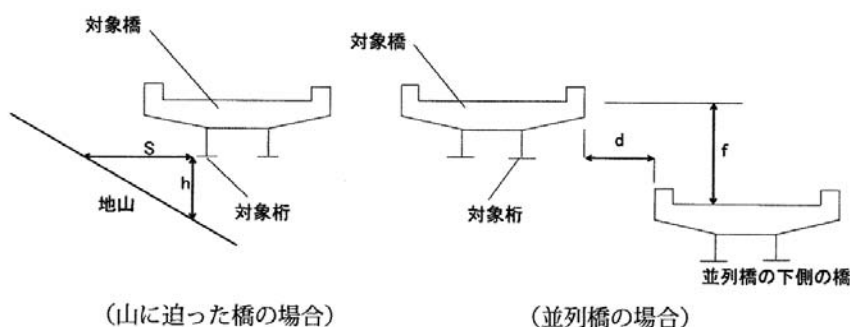 対象橋
S
h
地山
対象桁
(山に迫った橋の場合)
対象橋
d
f
対象桁
並列橋の下側の橋
(並列橋の場合)